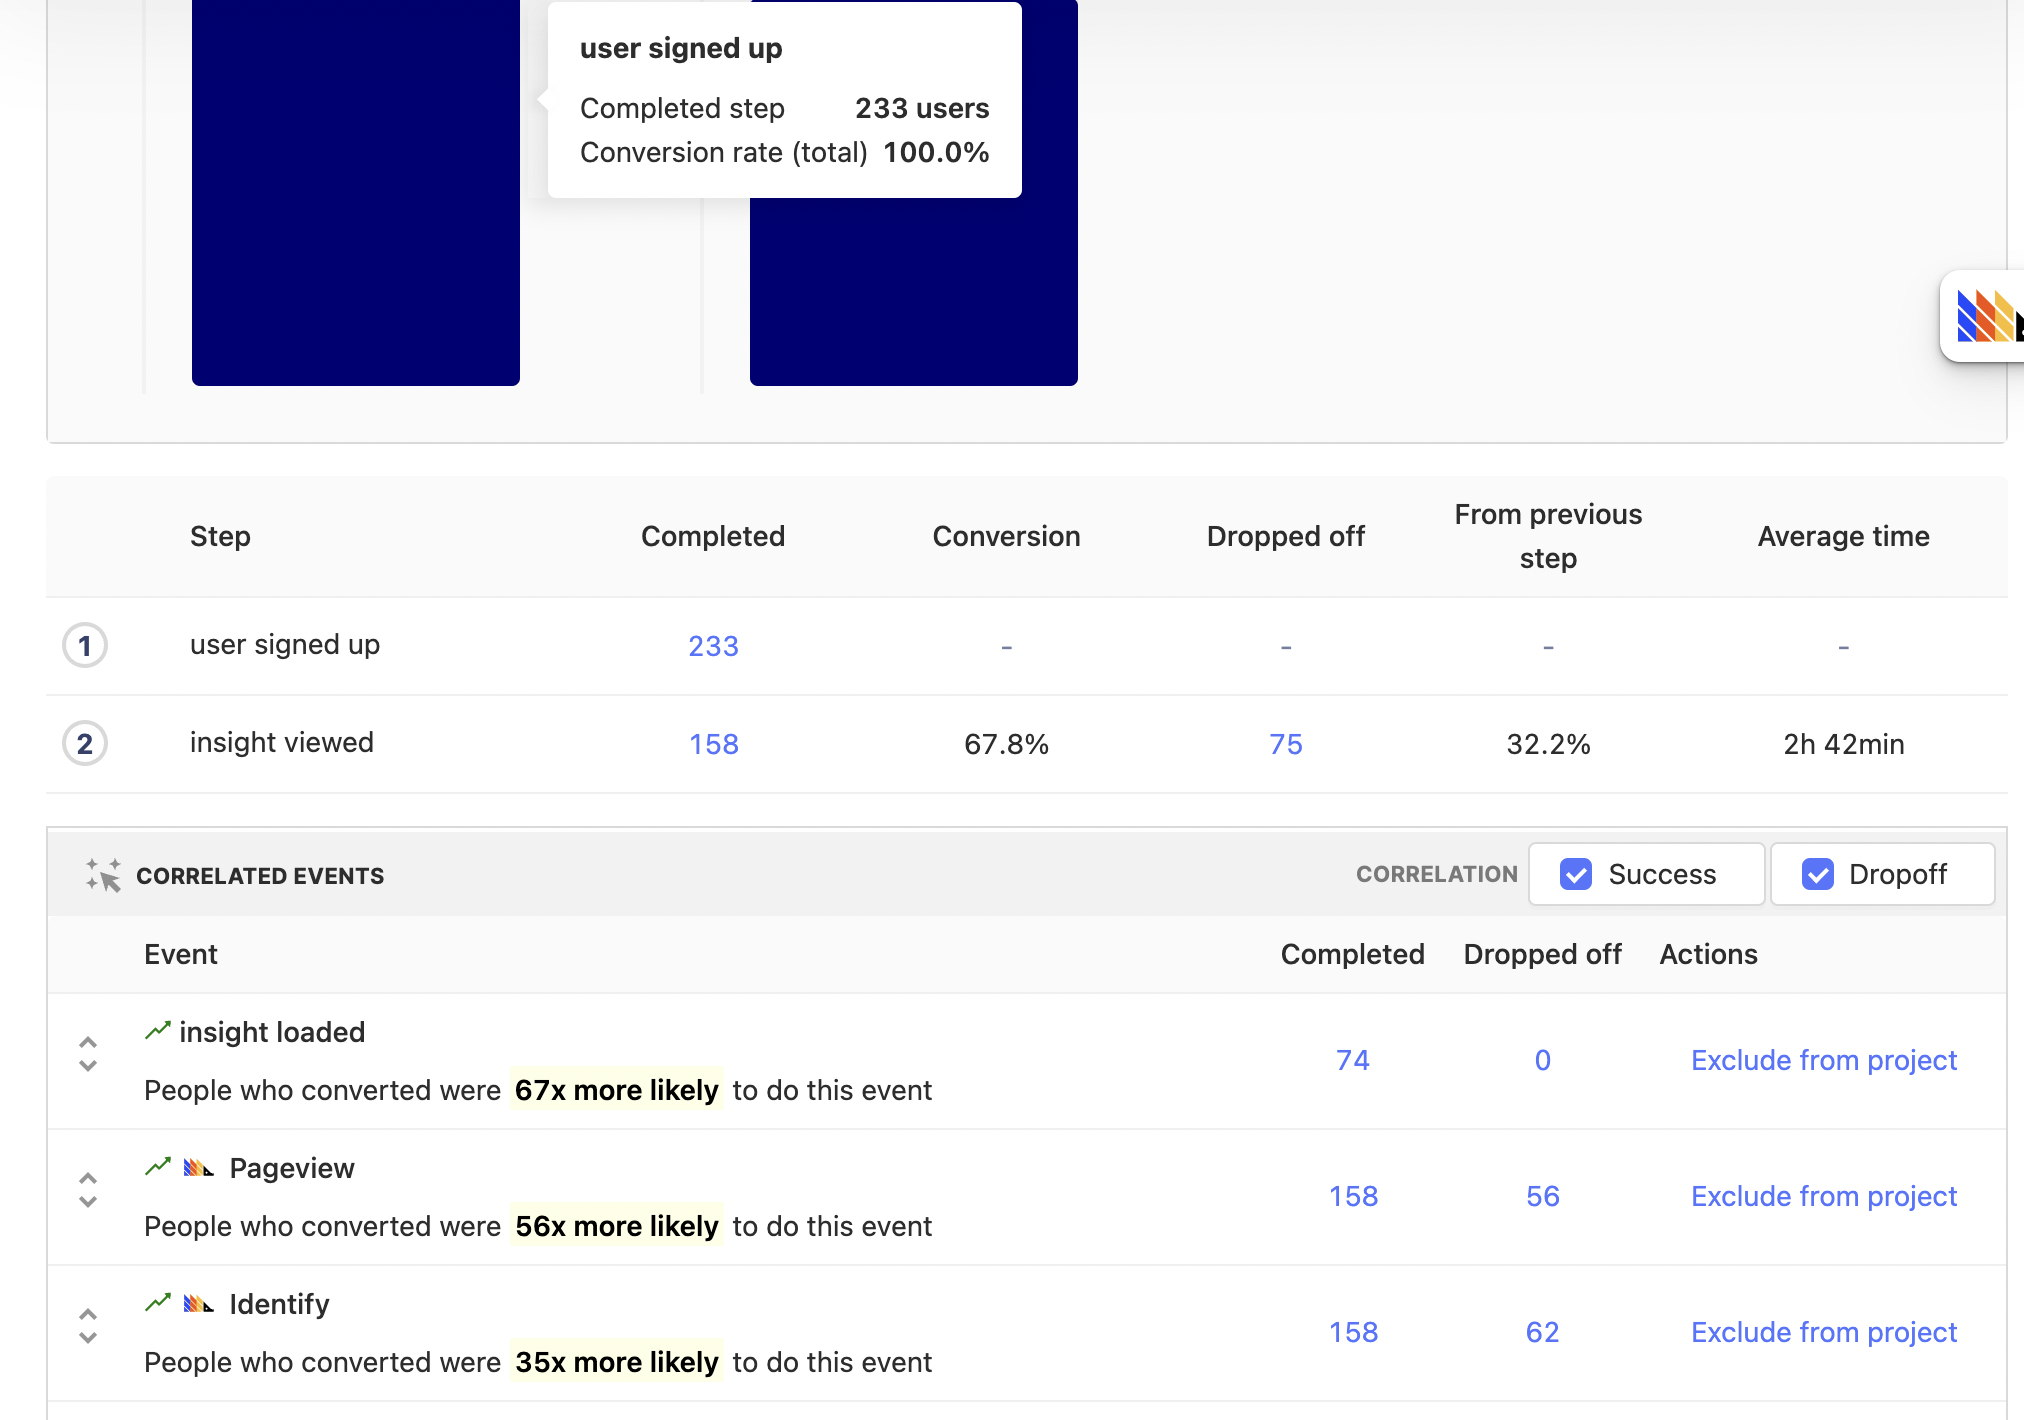 user signed up
Completed step 233 users
Conversion rate (total) 100.0%
Step Completed Conversion Dropped off From previous step Average time
1 user signed up 233 - - - -
2 insight viewed 158 67.8% 75 32.2% 2h 42min
CORRELATED EVENTS CORRELATION Success Dropoff
Event Completed Dropped off Actions
insight loaded
People who converted were 67x more likely to do this event
74 0 Exclude from project
Pageview
People who converted were 56x more likely to do this event
158 56 Exclude from project
Identify
People who converted were 35x more likely to do this event
158 62 Exclude from project